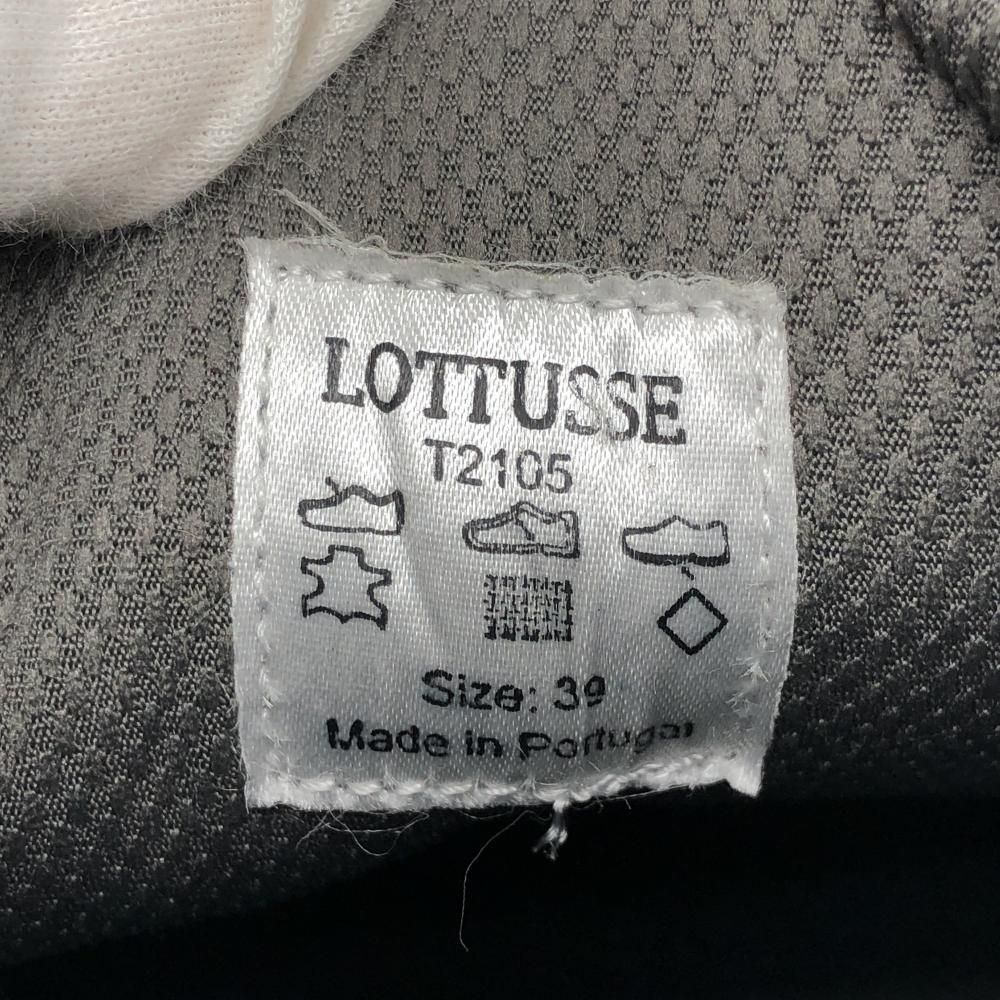 LOTTUSSE
T2105
Size: 39
Made in Portugal